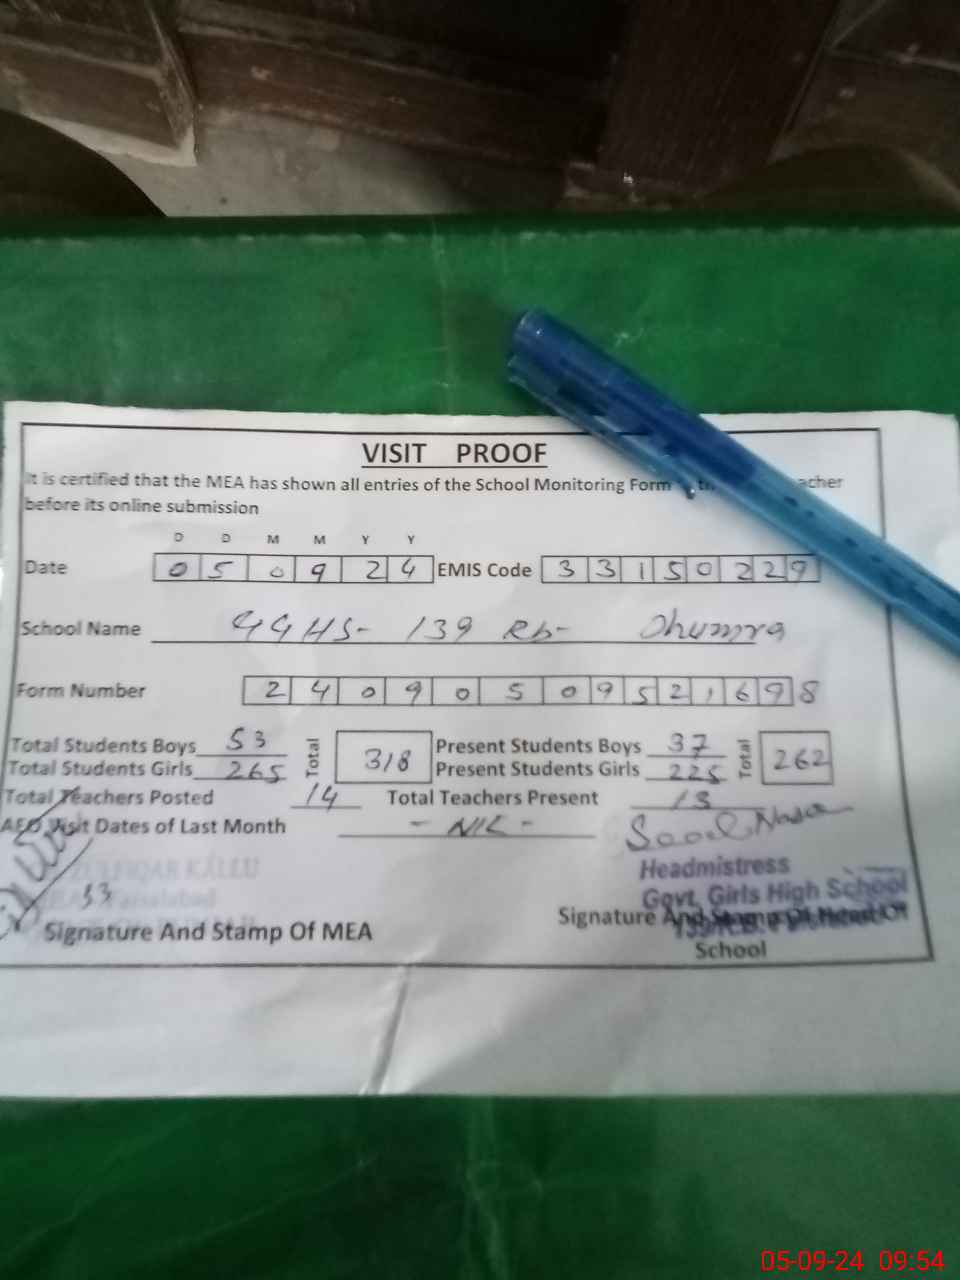 VISIT PROOF
It is certified that the MEA has shown all entries of the School Monitoring Form acher
before its online submission
D D M M Y Y
Date 0 5 0 9 2 4 EMIS Code 3 3 1 5 0 2 2 9
School Name GGHS- 139 RB- Dhumra
Form Number 2 4 0 9 0 5 0 9 5 2 1 6 9 8
Total Students Boys 53 Total 318 Present Students Boys 37 Total 262
Total Students Girls 265 Present Students Girls 225
Total Teachers Posted 14 Total Teachers Present 13
AEO Visit Dates of Last Month - NIL -
Headmistress
ZULFIQAR KALLU
Govt. Girls High School
Faisalabad
53
Signature And Stamp Of MEA
Signature And Stamp Of Head Of
School
05-09-24 09:54